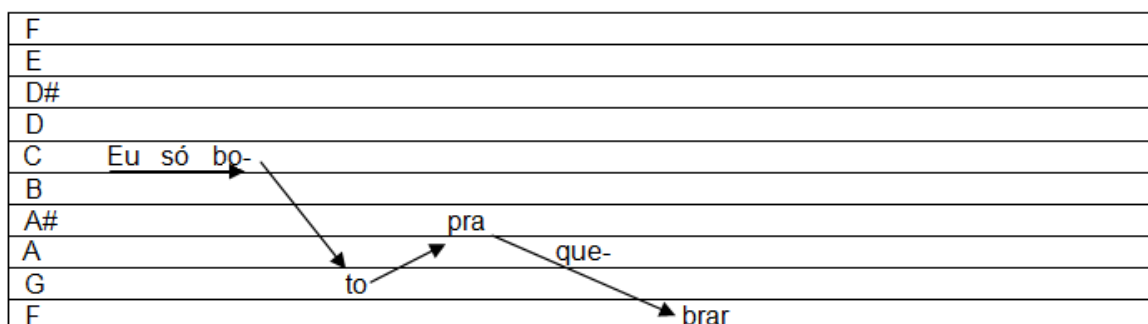 F
E
D#
D
C Eu só bo-
B
A# pra
A que-
G to
F brar